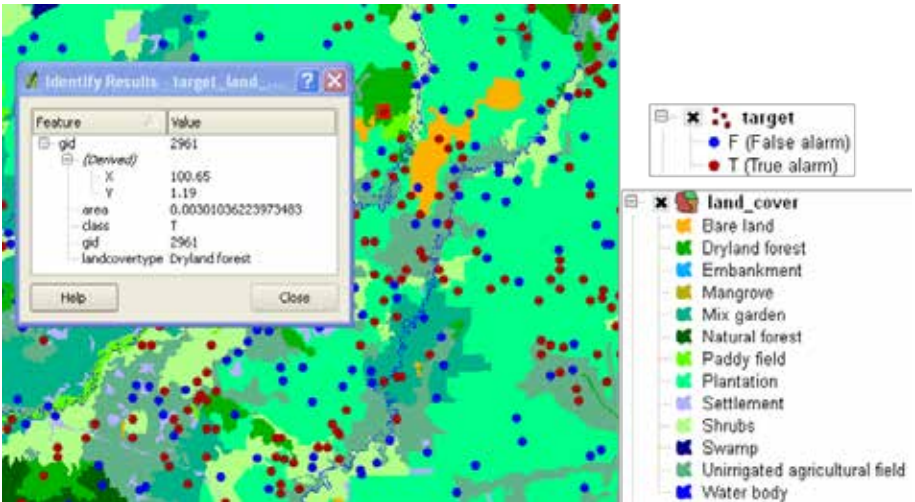 Identify Results - target_land_...
Feature Value
gid 2961
(Derived)
X 100.65
Y 1.19
area 0.00301036223973483
class T
gid 2961
landcovertype Dryland forest
Help Close
target
F (False alarm)
T (True alarm)
land_cover
Bare land
Dryland forest
Embankment
Mangrove
Mix garden
Natural forest
Paddy field
Plantation
Settlement
Shrubs
Swamp
Unirrigated agricultural field
Water body